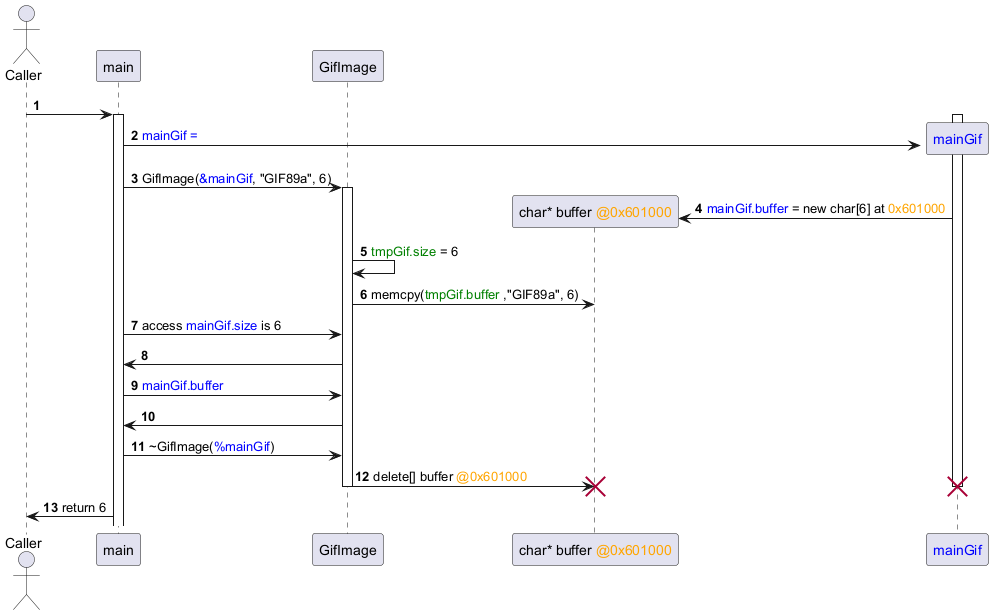 Caller
main
GifImage
1
2 mainGif =
mainGif
3 GifImage(&mainGif, "GIF89a", 6)
char* buffer @0x601000
4 mainGif.buffer = new char[6] at 0x601000
5 tmpGif.size = 6
6 memcpy(tmpGif.buffer ,"GIF89a", 6)
7 access mainGif.size is 6
8
9 mainGif.buffer
10
11 ~GifImage(%mainGif)
12 delete[] buffer @0x601000
13 return 6
Caller
main
GifImage
char* buffer @0x601000
mainGif